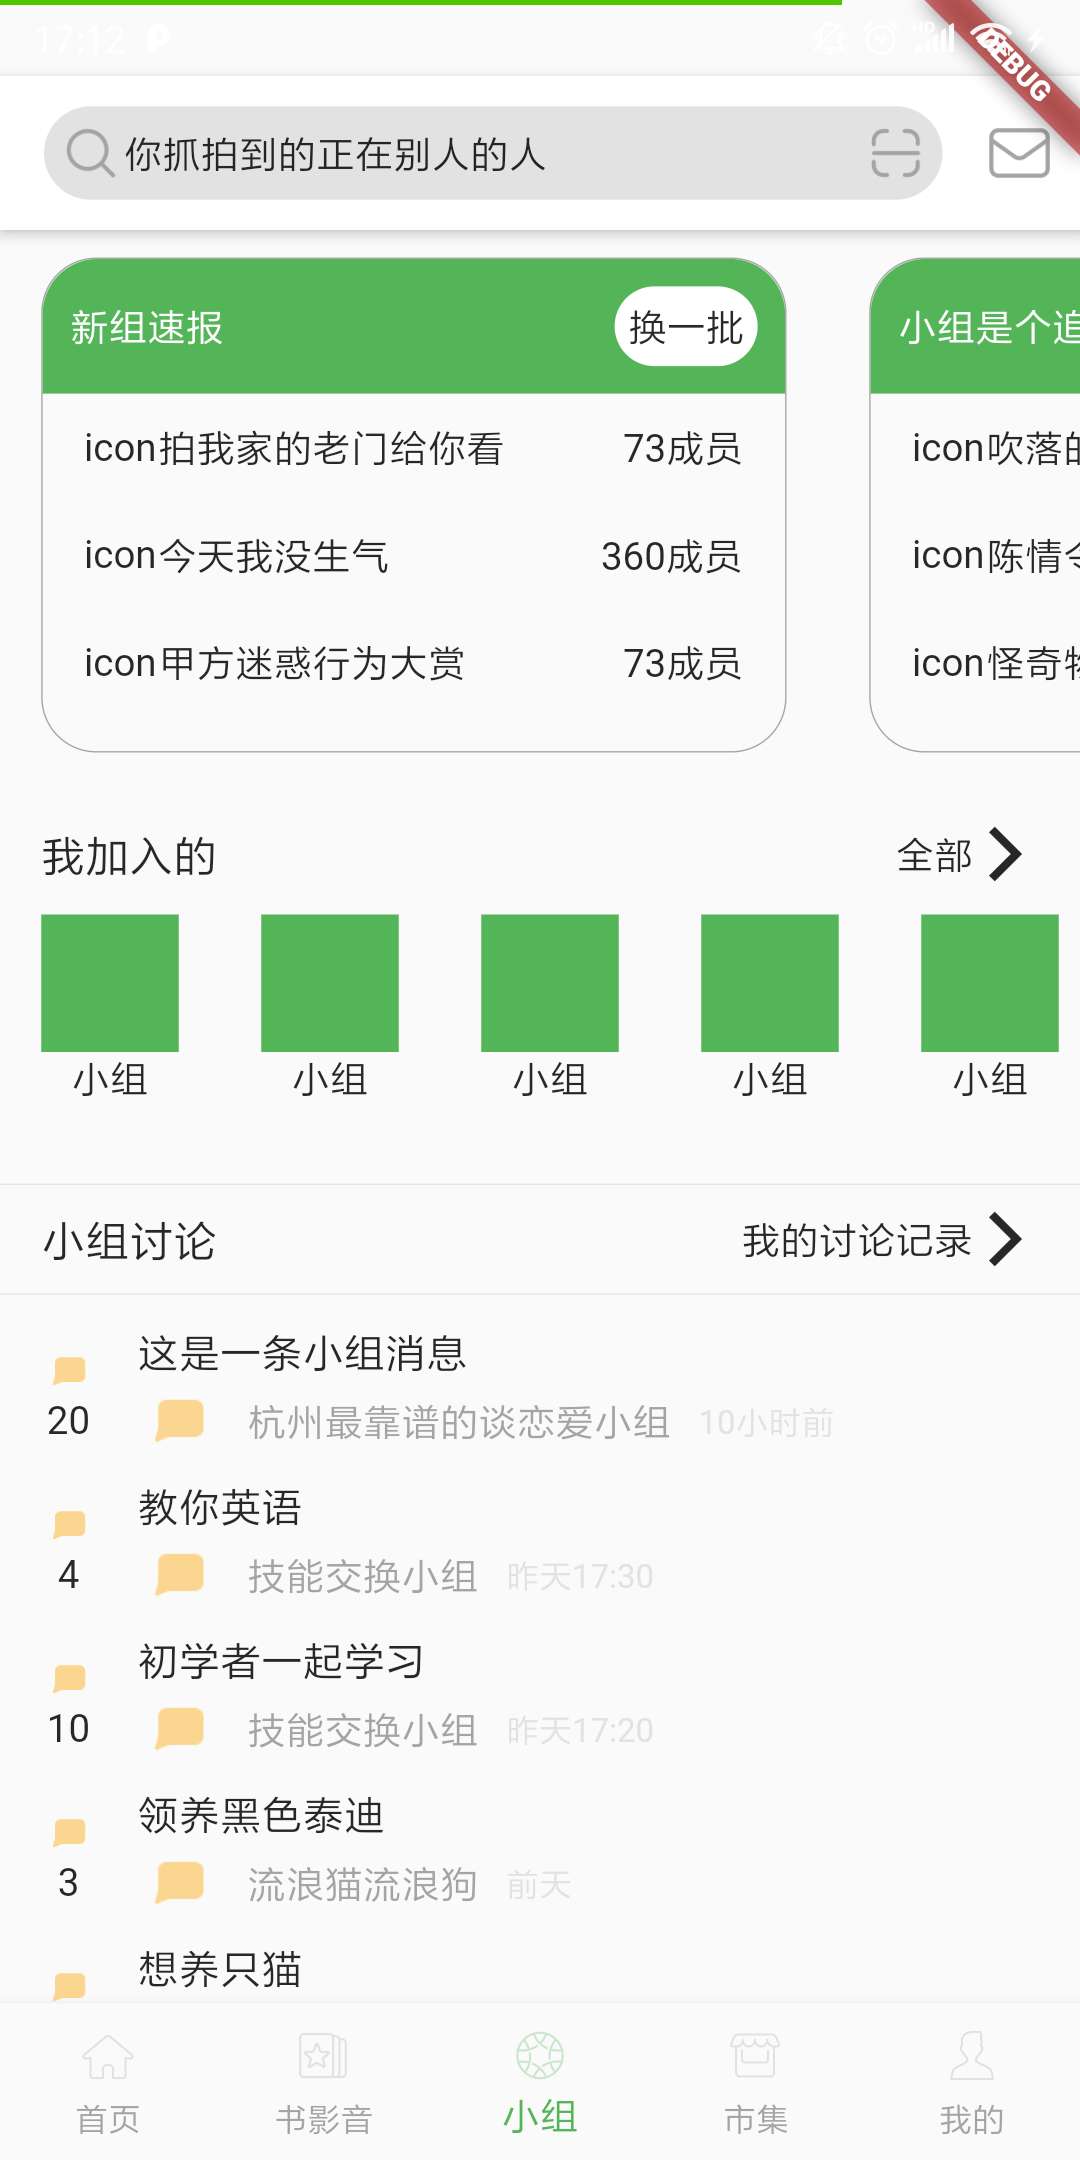 17:12
HD
DEBUG
你抓拍到的正在别人的人
新组速报 换一批 小组是个追
icon拍我家的老门给你看 73成员 icon吹落的
icon今天我没生气 360成员 icon陈情令
icon甲方迷惑行为大赏 73成员 icon怪奇物
我加入的 全部
小组 小组 小组 小组 小组
小组讨论 我的讨论记录
这是一条小组消息
20 杭州最靠谱的谈恋爱小组 10小时前
教你英语
4 技能交换小组 昨天17:30
初学者一起学习
10 技能交换小组 昨天17:20
领养黑色泰迪
3 流浪猫流浪狗 前天
想养只猫
首页 书影音 小组 市集 我的